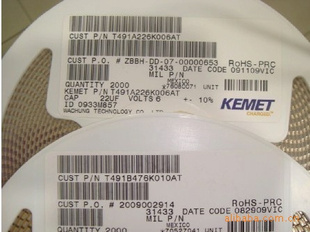 CUST P/N T491A226K006AT
CUST P.O. # ZBBH-DD-07-00000653
RoHS-PRC
31433 DATE CODE 091109VIC
MIL P/N
MEXICO
QUANTITY 2000
KEMET P/N T491A226K006AT
CAP 22UF VOLTS 6 +- 10%
ID 0933M857
KEMET
CHARGED
CUST P/N T491B476K010AT
CUST P.O. # 2009002914
RoHS-PRC
31433 DATE CODE 082909VIC
MIL P/N
MEXICO
QUANTITY 2000